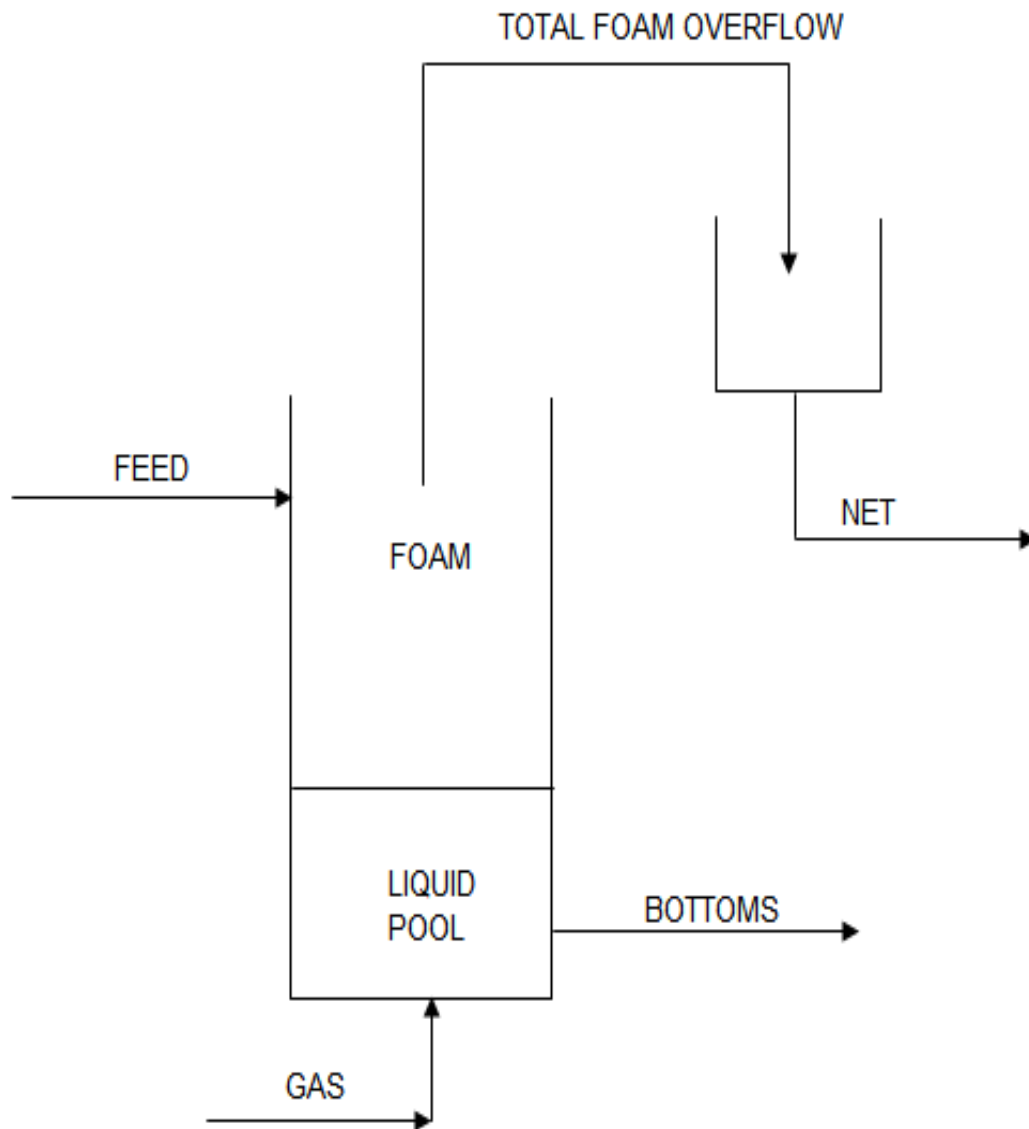 TOTAL FOAM OVERFLOW
FEED
FOAM
NET
LIQUID
POOL
BOTTOMS
GAS